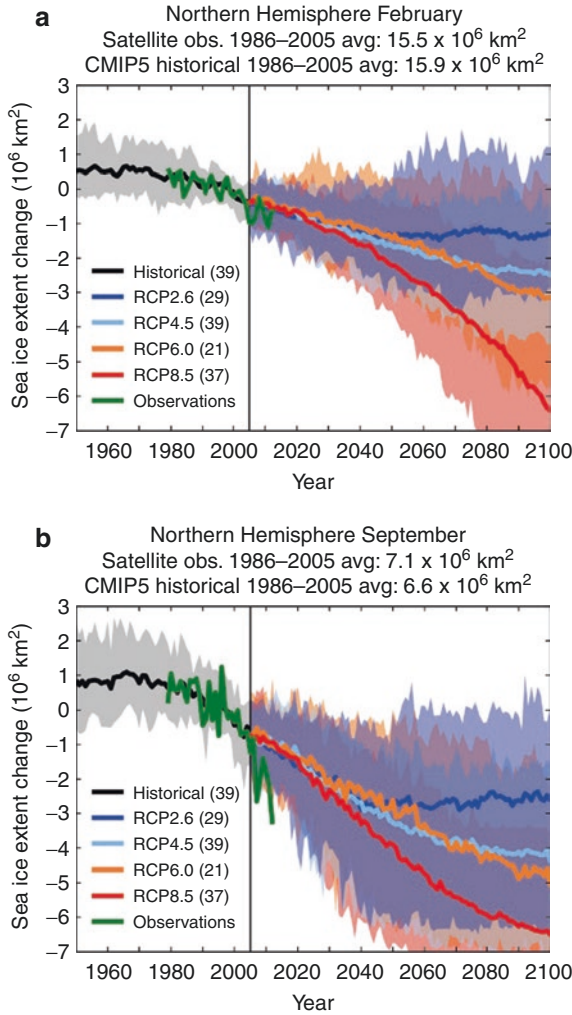 a
Northern Hemisphere February
Satellite obs. 1986–2005 avg: 15.5 x 10⁶ km²
CMIP5 historical 1986–2005 avg: 15.9 x 10⁶ km²
Sea ice extent change (10⁶ km²)
3
2
1
0
–1
–2
–3
–4
–5
–6
–7
Historical (39)
RCP2.6 (29)
RCP4.5 (39)
RCP6.0 (21)
RCP8.5 (37)
Observations
1960 1980 2000 2020 2040 2060 2080 2100
Year
b
Northern Hemisphere September
Satellite obs. 1986–2005 avg: 7.1 x 10⁶ km²
CMIP5 historical 1986–2005 avg: 6.6 x 10⁶ km²
Sea ice extent change (10⁶ km²)
3
2
1
0
–1
–2
–3
–4
–5
–6
–7
Historical (39)
RCP2.6 (29)
RCP4.5 (39)
RCP6.0 (21)
RCP8.5 (37)
Observations
1960 1980 2000 2020 2040 2060 2080 2100
Year